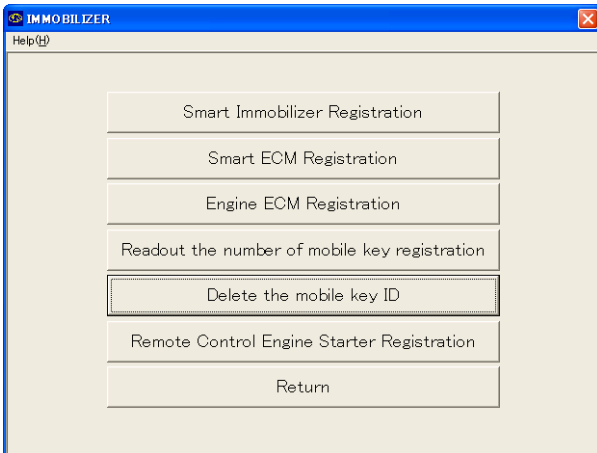 IMMOBILIZER
Help(H)
Smart Immobilizer Registration
Smart ECM Registration
Engine ECM Registration
Readout the number of mobile key registration
Delete the mobile key ID
Remote Control Engine Starter Registration
Return